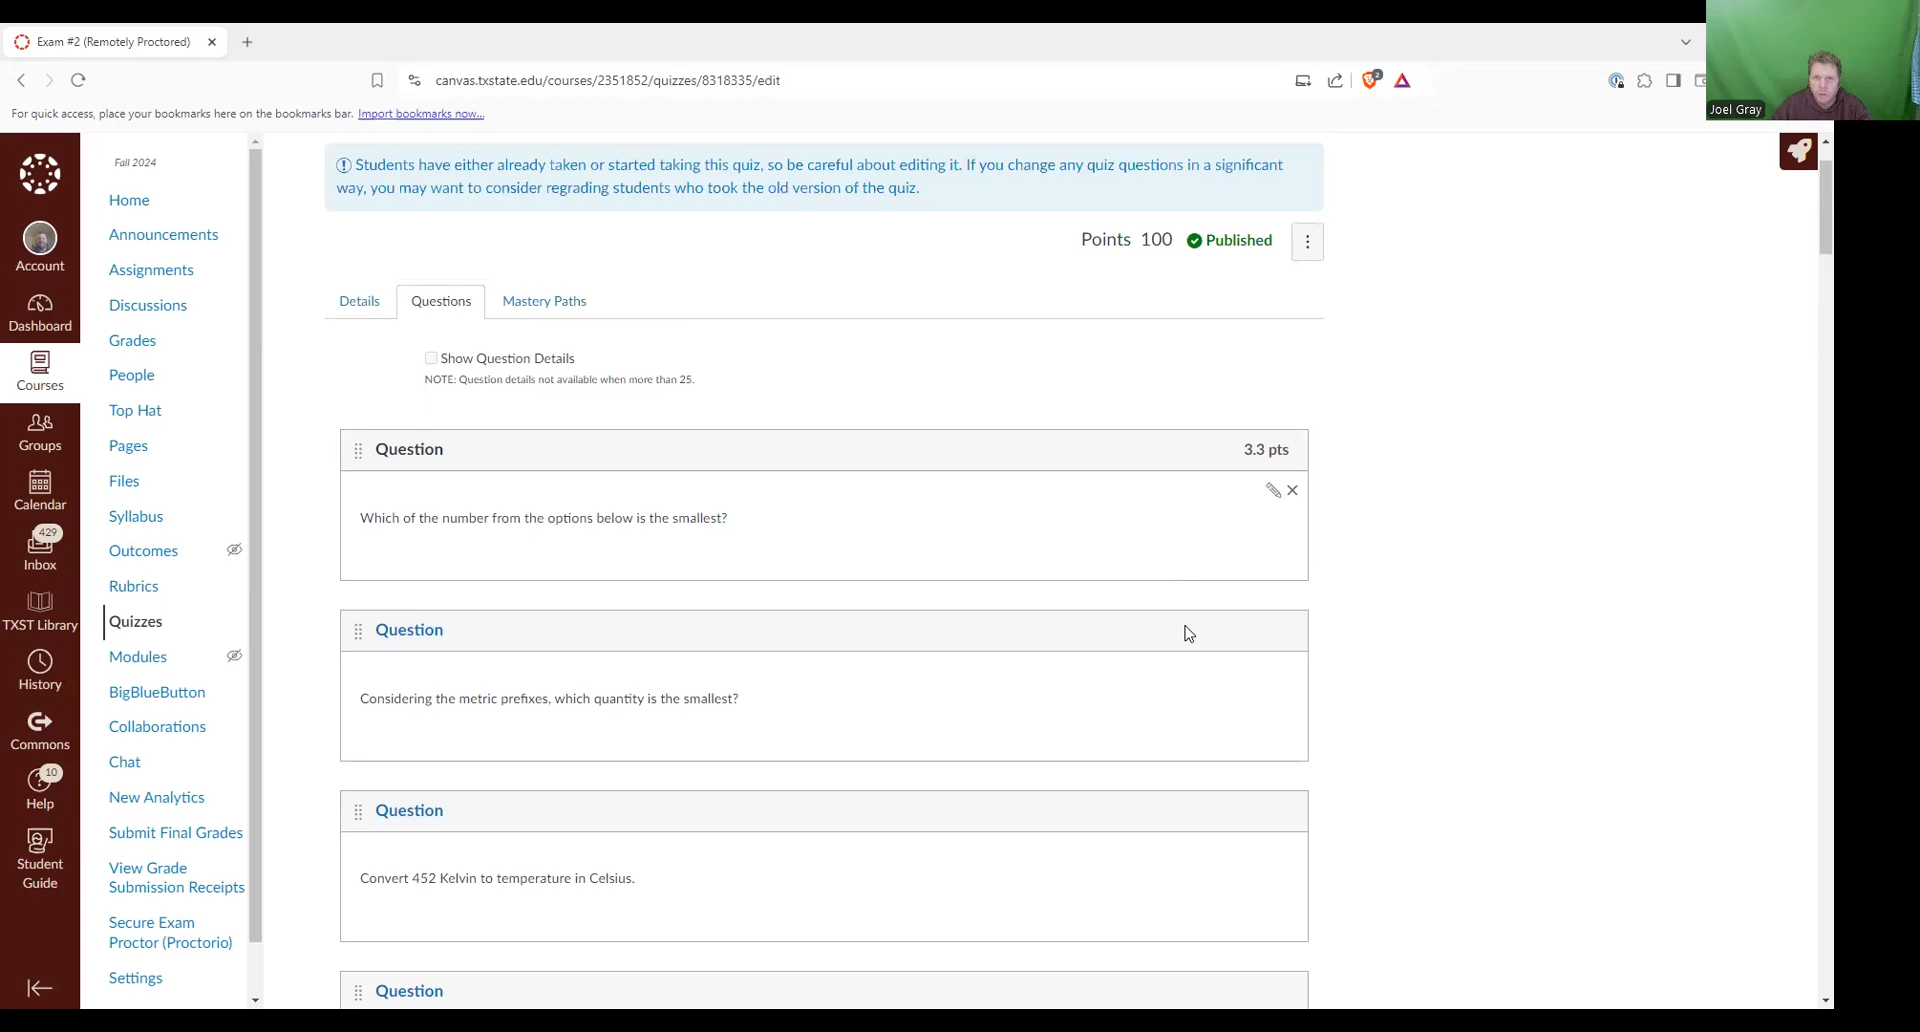 Exam #2 (Remotely Proctored)
canvas.txstate.edu/courses/2351852/quizzes/8318335/edit
2
For quick access, place your bookmarks here on the bookmarks bar. Import bookmarks now...
Joel Gray
Account
Dashboard
Courses
Groups
Calendar
429
Inbox
TXST Library
History
Commons
10
Help
Student
Guide
Fall 2024
Home
Announcements
Assignments
Discussions
Grades
People
Top Hat
Pages
Files
Syllabus
Outcomes
Rubrics
Quizzes
Modules
BigBlueButton
Collaborations
Chat
New Analytics
Submit Final Grades
View Grade
Submission Receipts
Secure Exam
Proctor (Proctorio)
Settings
Students have either already taken or started taking this quiz, so be careful about editing it. If you change any quiz questions in a significant
way, you may want to consider regrading students who took the old version of the quiz.
Points 100 Published
Details Questions Mastery Paths
Show Question Details
NOTE: Question details not available when more than 25.
Question 3.3 pts
Which of the number from the options below is the smallest?
Question
Considering the metric prefixes, which quantity is the smallest?
Question
Convert 452 Kelvin to temperature in Celsius.
Question